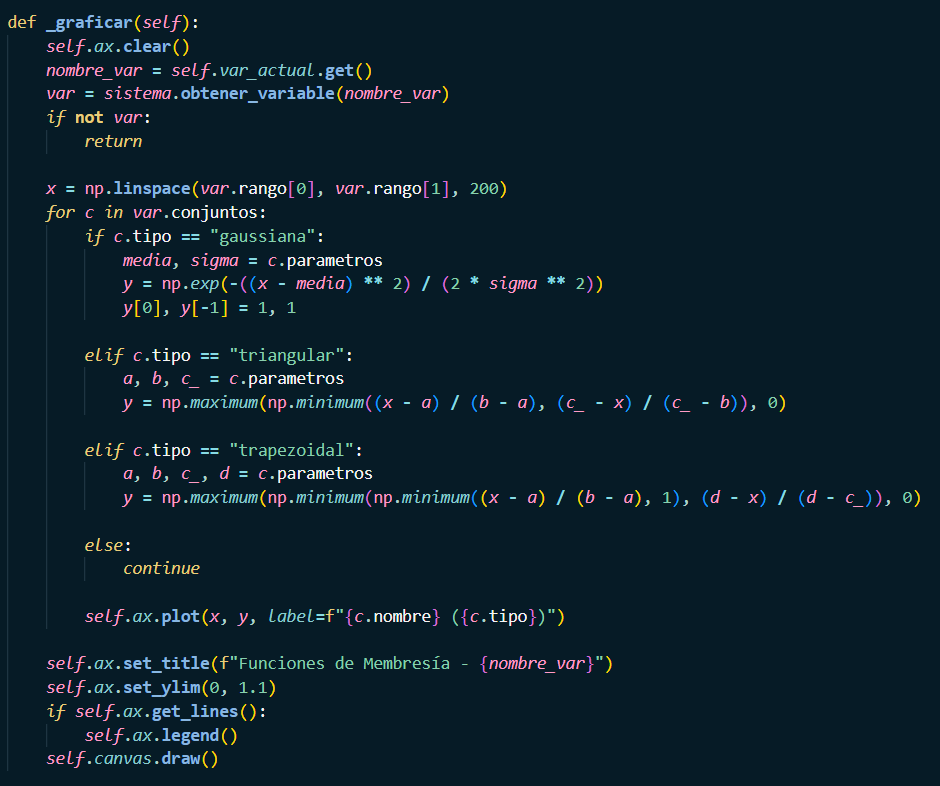 def _graficar(self):
    self.ax.clear()
    nombre_var = self.var_actual.get()
    var = sistema.obtener_variable(nombre_var)
    if not var:
        return

    x = np.linspace(var.rango[0], var.rango[1], 200)
    for c in var.conjuntos:
        if c.tipo == "gaussiana":
            media, sigma = c.parametros
            y = np.exp(-((x - media) ** 2) / (2 * sigma ** 2))
            y[0], y[-1] = 1, 1

        elif c.tipo == "triangular":
            a, b, c_ = c.parametros
            y = np.maximum(np.minimum((x - a) / (b - a), (c_ - x) / (c_ - b)), 0)

        elif c.tipo == "trapezoidal":
            a, b, c_, d = c.parametros
            y = np.maximum(np.minimum(np.minimum((x - a) / (b - a), 1), (d - x) / (d - c_)), 0)

        else:
            continue

        self.ax.plot(x, y, label=f"{c.nombre} ({c.tipo})")

    self.ax.set_title(f"Funciones de Membresía - {nombre_var}")
    self.ax.set_ylim(0, 1.1)
    if self.ax.get_lines():
        self.ax.legend()
    self.canvas.draw()